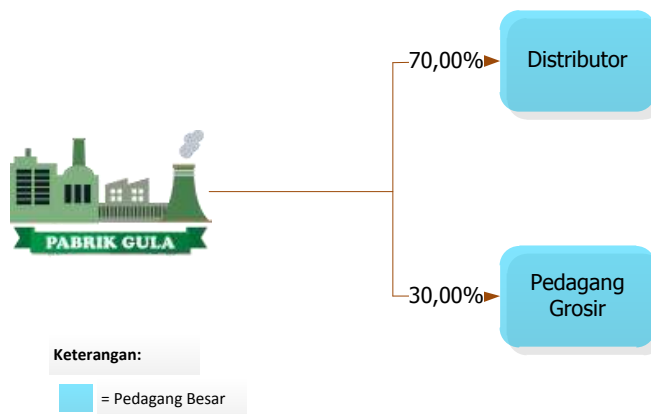 70,00%
Distributor
PABRIK GULA
30,00%
Pedagang
Grosir
Keterangan:
= Pedagang Besar